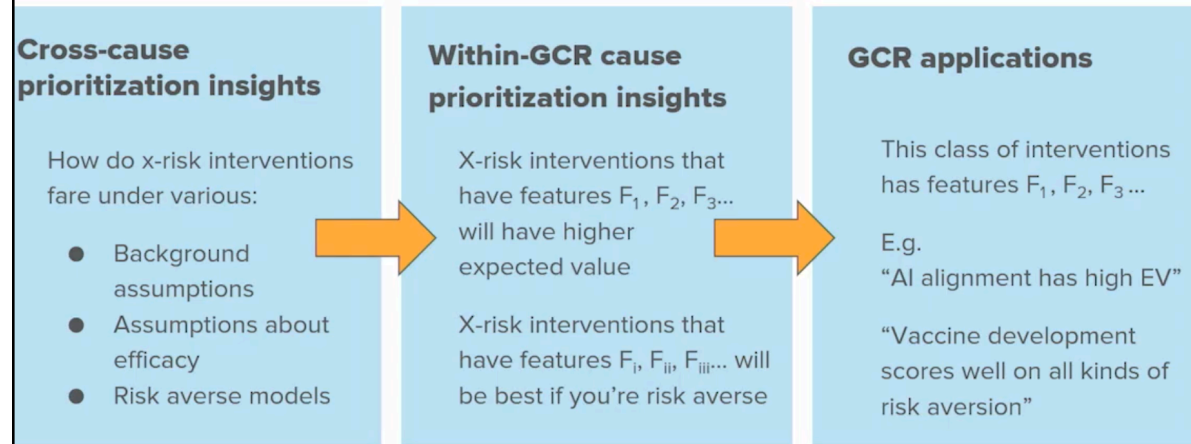 Cross-cause
prioritization insights
How do x-risk interventions
fare under various:
● Background
assumptions
● Assumptions about
efficacy
● Risk averse models
Within-GCR cause
prioritization insights
X-risk interventions that
have features F₁, F₂, F₃...
will have higher
expected value
X-risk interventions that
have features Fᵢ, Fᵢᵢ, Fᵢᵢᵢ... will
be best if you’re risk averse
GCR applications
This class of interventions
has features F₁, F₂, F₃ ...
E.g.
“AI alignment has high EV”
“Vaccine development
scores well on all kinds of
risk aversion”